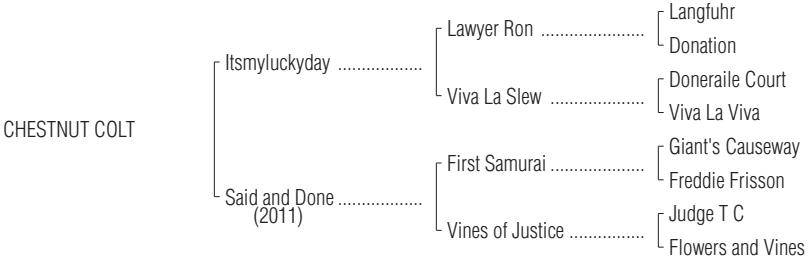 Langfuhr
Lawyer Ron .....................
Donation
Itsmyluckyday .................
Doneraile Court
Viva La Slew ...................
Viva La Viva
CHESTNUT COLT
Giant's Causeway
First Samurai ...................
Freddie Frisson
Said and Done .................
(2011)
Judge T C
Vines of Justice ...............
Flowers and Vines